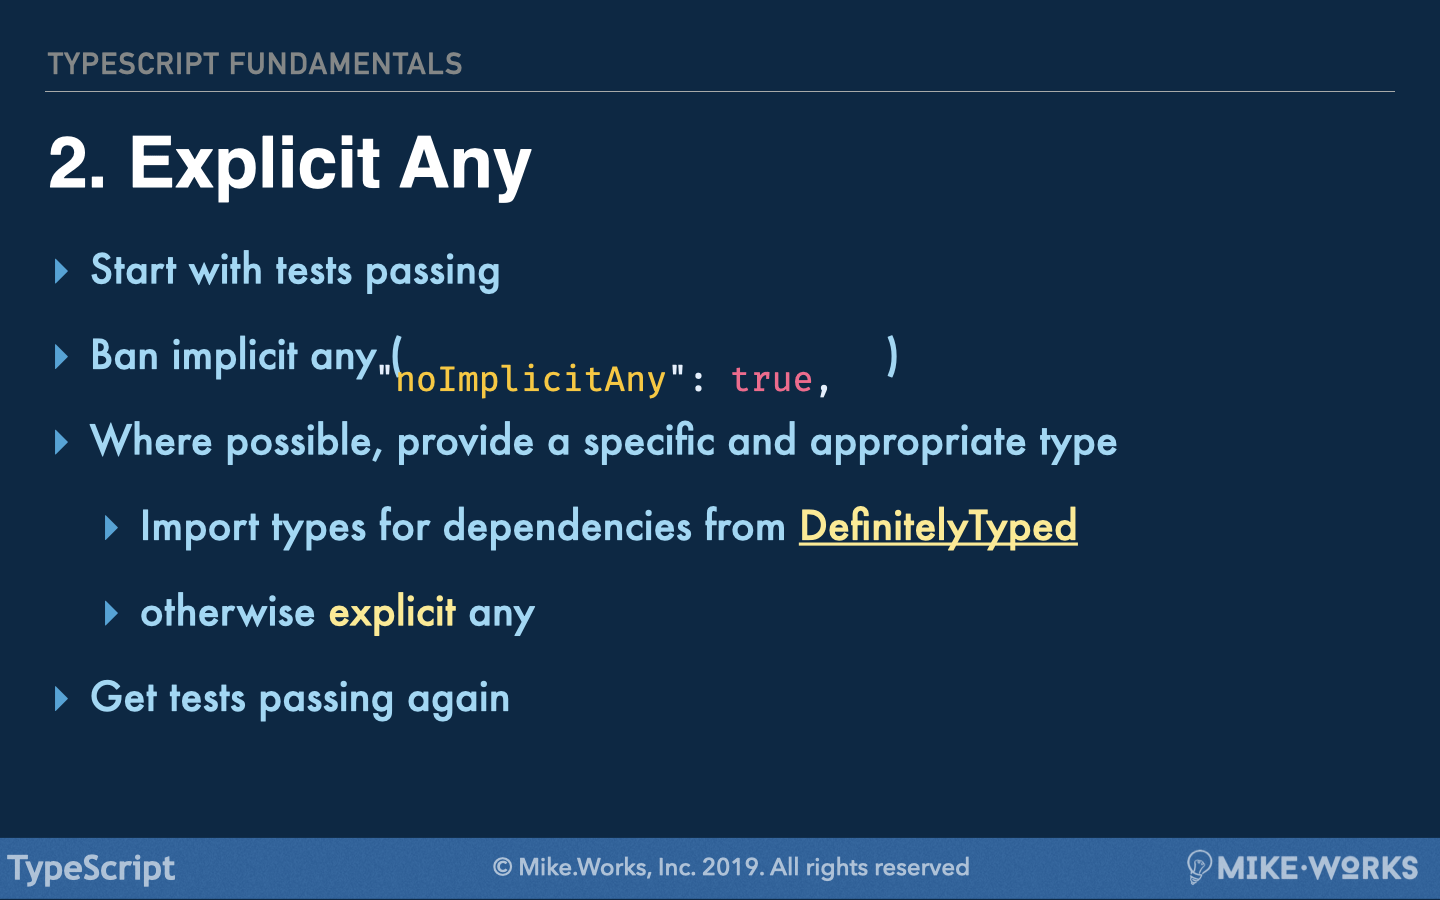 TYPESCRIPT FUNDAMENTALS
2. Explicit Any
▸ Start with tests passing
▸ Ban implicit any ("noImplicitAny": true, )
▸ Where possible, provide a specific and appropriate type
▸ Import types for dependencies from DefinitelyTyped
▸ otherwise explicit any
▸ Get tests passing again
TypeScript
© Mike.Works, Inc. 2019. All rights reserved
MIKE·WORKS